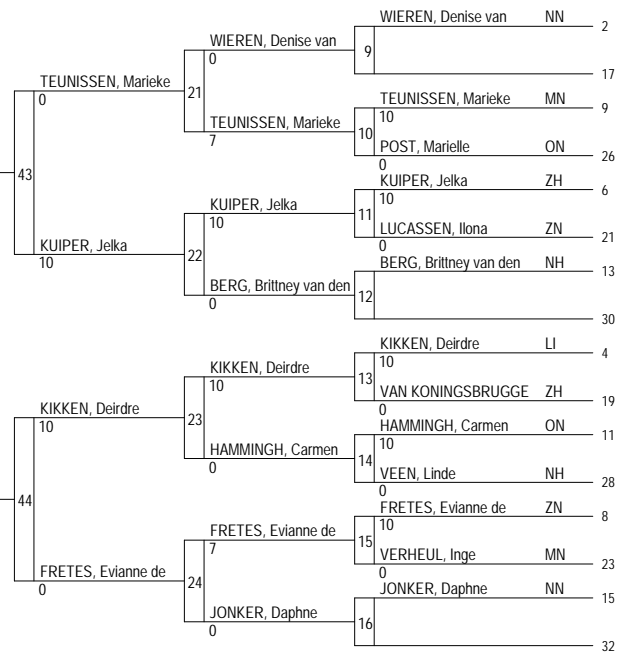 WIEREN, Denise van NN 2
WIEREN, Denise van
0
9
17
TEUNISSEN, Marieke
0
21
TEUNISSEN, Marieke MN 9
10
TEUNISSEN, Marieke
7
10
POST, Marielle ON 26
0
43
KUIPER, Jelka ZH 6
10
KUIPER, Jelka
10
11
LUCASSEN, Ilona ZN 21
0
KUIPER, Jelka
10
22
BERG, Brittney van den NH 13
BERG, Brittney van den
0
12
30
KIKKEN, Deirdre LI 4
10
KIKKEN, Deirdre
10
13
VAN KONINGSBRUGGE ZH 19
0
KIKKEN, Deirdre
10
23
HAMMINGH, Carmen ON 11
10
HAMMINGH, Carmen
0
14
VEEN, Linde NH 28
0
44
FRETES, Evianne de ZN 8
10
FRETES, Evianne de
7
15
VERHEUL, Inge MN 23
0
FRETES, Evianne de
0
24
JONKER, Daphne NN 15
JONKER, Daphne
0
16
32